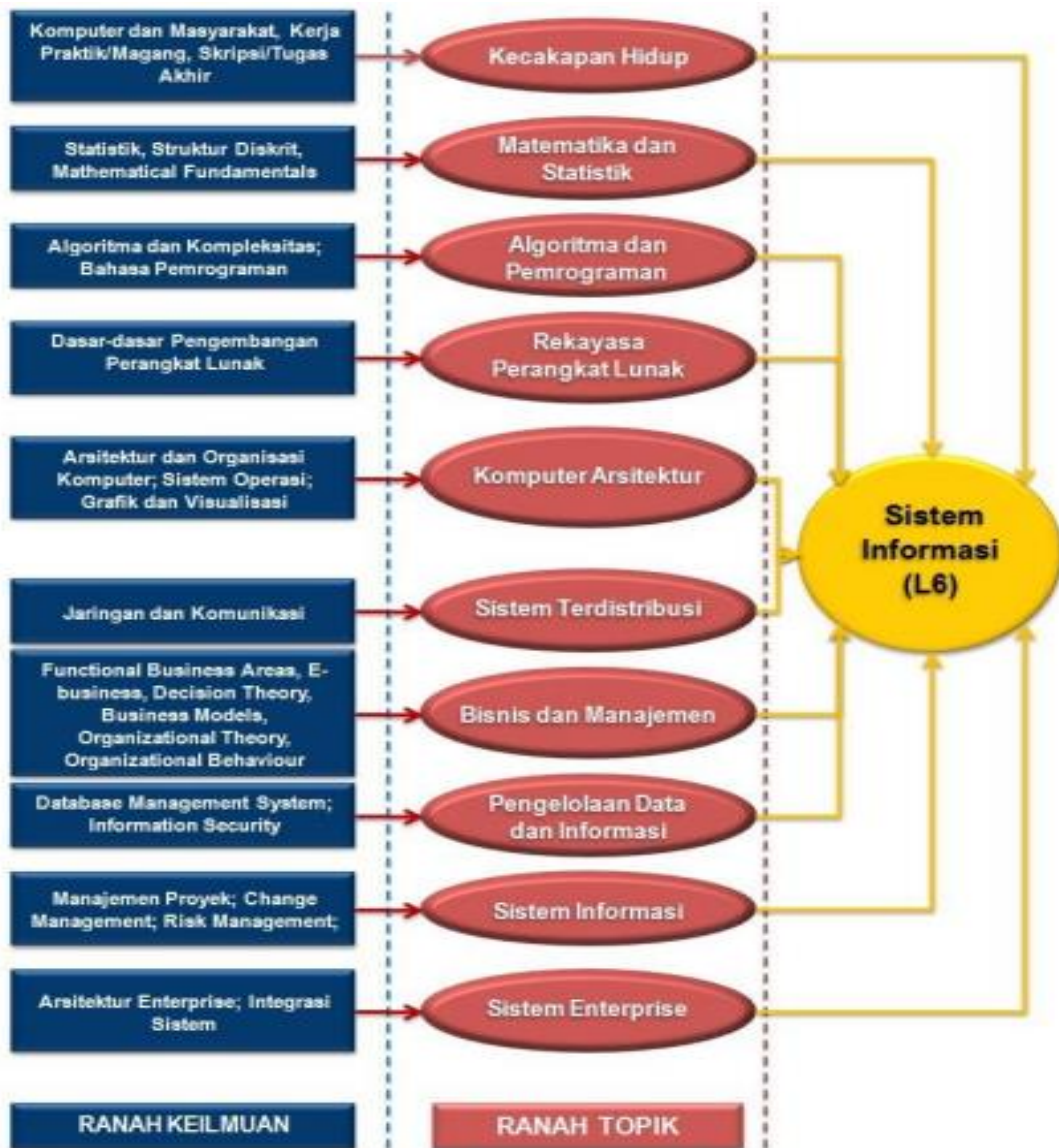 Komputer dan Masyarakat, Kerja
Praktik/Magang, Skripsi/Tugas
Akhir
Kecakapan Hidup
Statistik, Struktur Diskrit,
Mathematical Fundamentals
Matematika dan
Statistik
Algoritma dan Kompleksitas;
Bahasa Pemrograman
Algoritma dan
Pemrograman
Dasar-dasar Pengembangan
Perangkat Lunak
Rekayasa
Perangkat Lunak
Arsitektur dan Organisasi
Komputer; Sistem Operasi;
Grafik dan Visualisasi
Komputer Arsitektur
Sistem
Informasi
(L6)
Jaringan dan Komunikasi
Sistem Terdistribusi
Functional Business Areas, E-
business, Decision Theory,
Business Models,
Organizational Theory,
Organizational Behaviour
Bisnis dan Manajemen
Database Management System;
Information Security
Pengelolaan Data
dan Informasi
Manajemen Proyek; Change
Management; Risk Management;
Sistem Informasi
Arsitektur Enterprise; Integrasi
Sistem
Sistem Enterprise
RANAH KEILMUAN
RANAH TOPIK